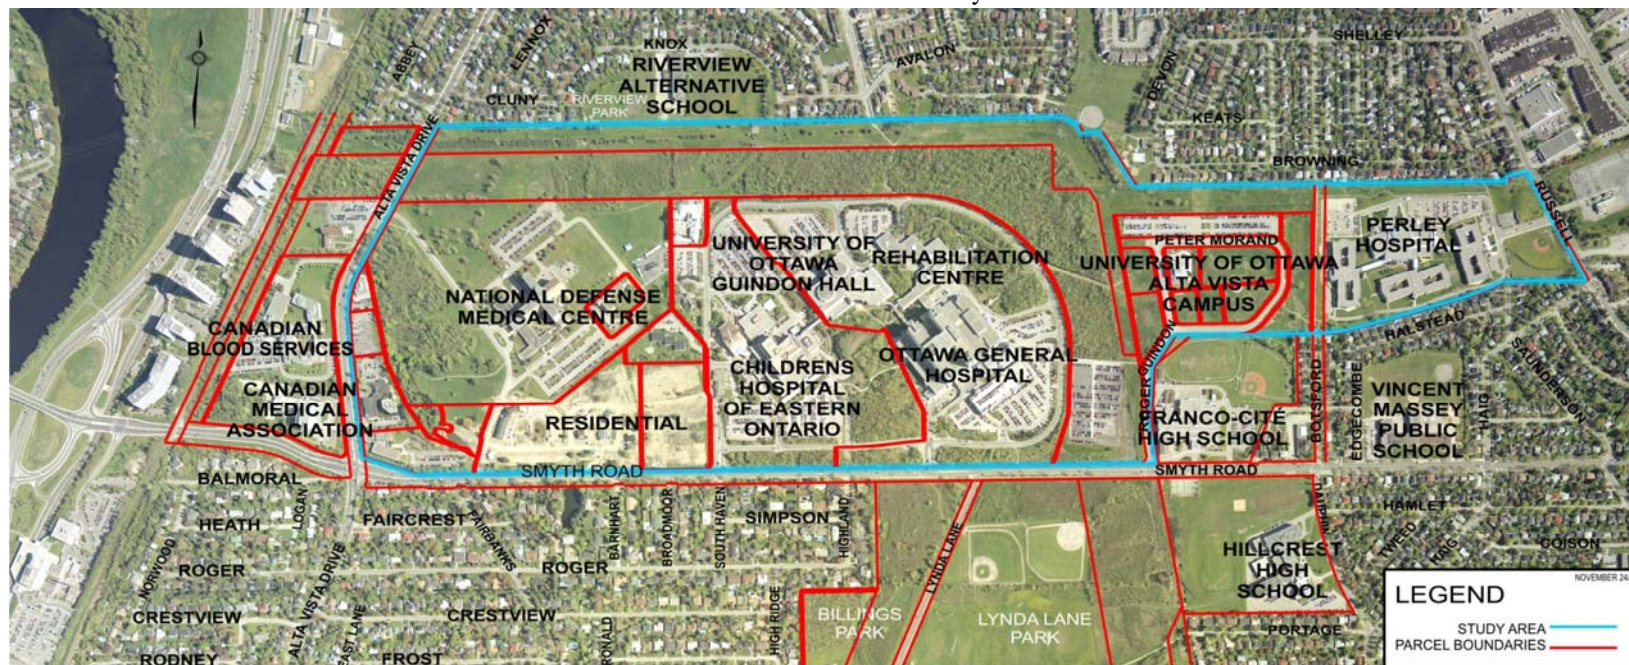 ABBEY
LENNOX
KNOX
RIVERVIEW
ALTERNATIVE
SCHOOL
CLUNY
RIVERVIEW
PARK
AVALON
DEVON
SHELLEY
KEATS
BROWNING
ALTA VISTA DRIVE
RUSSELL
PERLEY
HOSPITAL
PETER MORAND
UNIVERSITY OF OTTAWA
ALTA VISTA
CAMPUS
UNIVERSITY OF
OTTAWA
GUINDON HALL
REHABILITATION
CENTRE
NATIONAL DEFENSE
MEDICAL CENTRE
CANADIAN
BLOOD SERVICES
CANADIAN
MEDICAL
ASSOCIATION
CHILDRENS
HOSPITAL
OF EASTERN
ONTARIO
OTTAWA GENERAL
HOSPITAL
RESIDENTIAL
ROGER GUINDON
FRANCO-CITÉ
HIGH SCHOOL
BOTSFORD
EDGECOMBE
HALSTEAD
SAUNDERSON
VINCENT
MASSEY
PUBLIC
SCHOOL
HAIG
SMYTH ROAD
SMYTH ROAD
BALMORAL
HEATH
LOGAN
FAIRCREST
FAIRBANKS
BARNHART
BROADMOOR
SOUTH HAVEN
SIMPSON
HIGHLAND
LYNDA LANE
HAMLET
TWEED
HAIG
COISON
NORWOOD
ROGER
ALTA VISTA DRIVE
ROGER
HILLCREST
HIGH
SCHOOL
CRESTVIEW
CRESTVIEW
HIGH RIDGE
BILLINGS
PARK
LYNDA LANE
PARK
PORTAGE
RODNEY
FROST
NOVEMBER 24
LEGEND
STUDY AREA
PARCEL BOUNDARIES